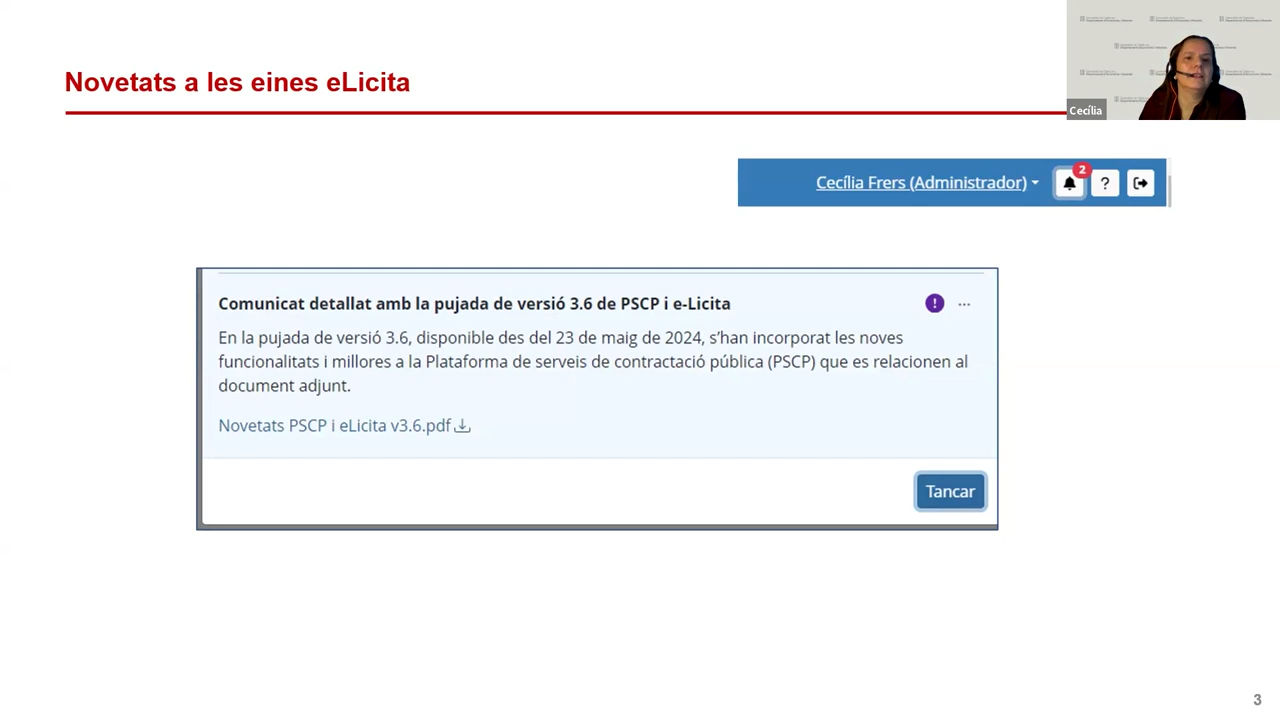 Novetats a les eines eLicita
Cecília
Cecília Frers (Administrador)
2
?
Comunicat detallat amb la pujada de versió 3.6 de PSCP i e-Licita
!
...
En la pujada de versió 3.6, disponible des del 23 de maig de 2024, s’han incorporat les noves
funcionalitats i millores a la Plataforma de serveis de contractació pública (PSCP) que es relacionen al
document adjunt.
Novetats PSCP i eLicita v3.6.pdf
Tancar
3